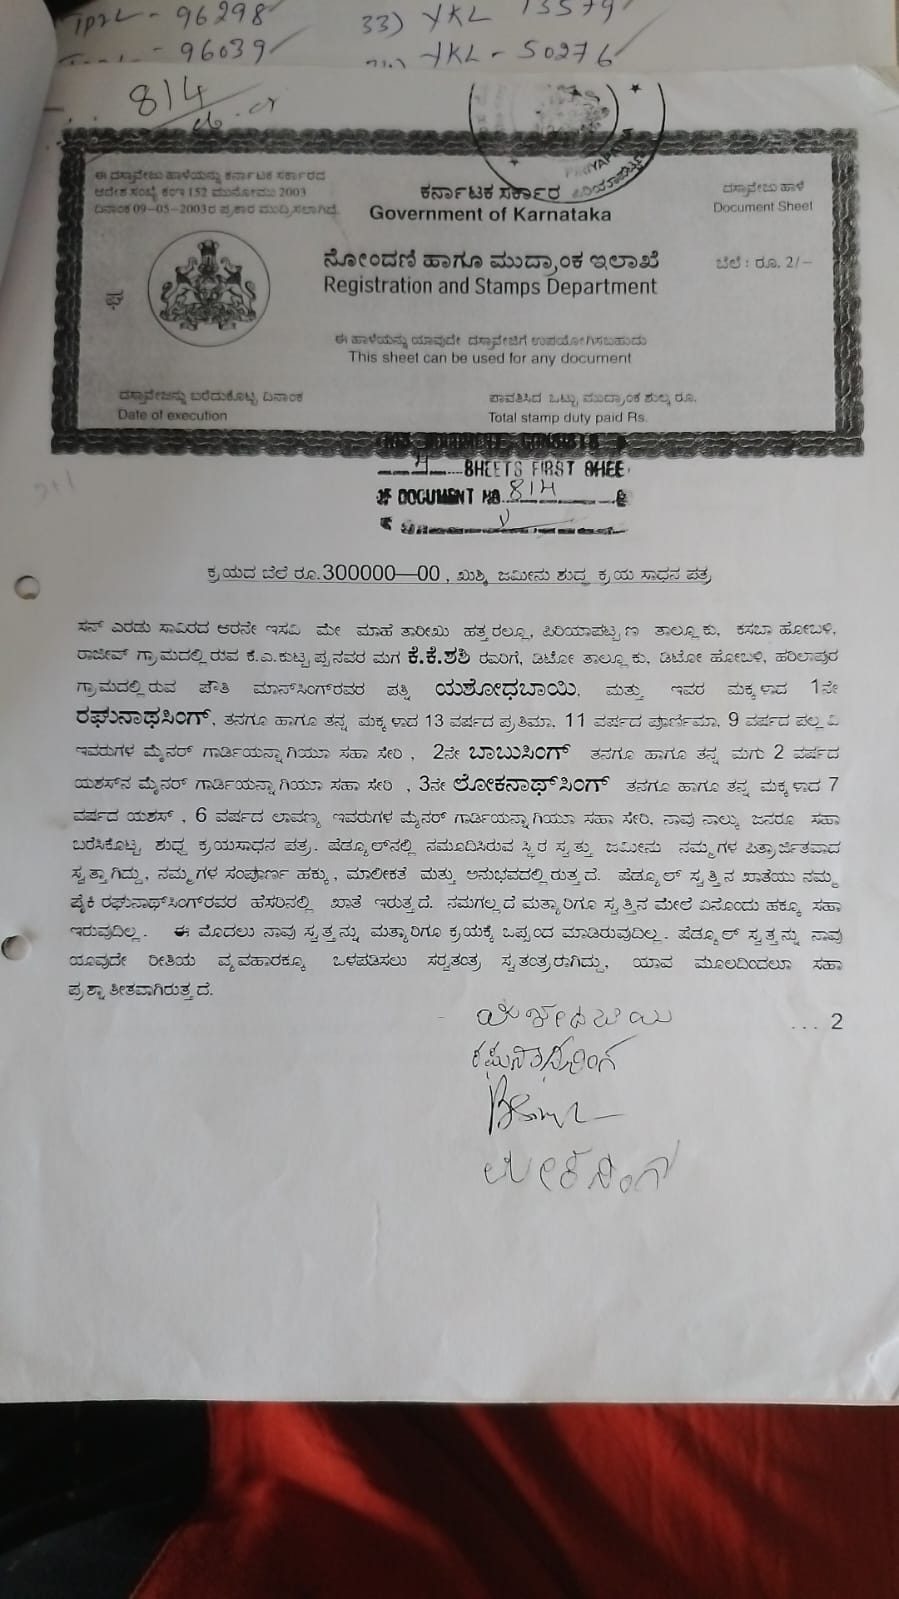 96298
33) YKL 13579
96039
YKL - 50276
814
ಈ ದಸ್ತಾವೇಜು ಹಾಳೆಯನ್ನು ಕರ್ನಾಟಕ ಸರ್ಕಾರದ
ಆದೇಶ ಸಂಖ್ಯೆ ಕಂಇ 152 ಮುನೋಮು 2003
ದಿನಾಂಕ 09-05-2003ರ ಪ್ರಕಾರ ಮುದ್ರಿಸಲಾಗಿದೆ.
ಕರ್ನಾಟಕ ಸರ್ಕಾರ
Government of Karnataka
ದಸ್ತಾವೇಜು ಹಾಳೆ
Document Sheet
ನೋಂದಣಿ ಹಾಗೂ ಮುದ್ರಾಂಕ ಇಲಾಖೆ
Registration and Stamps Department
ಬೆಲೆ : ರೂ. 2/-
ಈ ಹಾಳೆಯನ್ನು ಯಾವುದೇ ದಸ್ತಾವೇಜಿಗೆ ಉಪಯೋಗಿಸಬಹುದು
This sheet can be used for any document
ದಸ್ತಾವೇಜನ್ನು ಬರೆದುಕೊಟ್ಟ ದಿನಾಂಕ
Date of execution
ಪಾವತಿಸಿದ ಒಟ್ಟು ಮುದ್ರಾಂಕ ಶುಲ್ಕ ರೂ.
Total stamp duty paid Rs.
SHEETS FIRST SHEE
DOCUMENT NO. 814
ಕ್ರಯದ ಬೆಲೆ ರೂ.300000—00 , ಖುಶ್ಕಿ ಜಮೀನು ಶುದ್ಧ ಕ್ರಯ ಸಾಧನ ಪತ್ರ
ಸನ್ ಎರಡು ಸಾವಿರದ ಆರನೇ ಇಸವಿ ಮೇ ಮಾಹೆ ತಾರೀಖು ಹತ್ತರಲ್ಲೂ, ಪಿರಿಯಾಪಟ್ಟಣ ತಾಲ್ಲೂಕು, ಕಸಬಾ ಹೋಬಳಿ,
ರಾಜೀವ್ ಗ್ರಾಮದಲ್ಲಿರುವ ಕೆ.ಎ.ಕುಟ್ಟಪ್ಪನವರ ಮಗ ಕೆ.ಕೆ.ಶಶಿ ರವರಿಗೆ, ಡಿಟೋ ತಾಲ್ಲೂಕು, ಡಿಟೋ ಹೋಬಳಿ, ಹರಿಲಾಪುರ
ಗ್ರಾಮದಲ್ಲಿರುವ ಪೌತಿ ಮಾನ್‌ಸಿಂಗ್‌ರವರ ಪತ್ನಿ ಯಶೋಧಬಾಯಿ, ಮತ್ತು ಇವರ ಮಕ್ಕಳಾದ 1ನೇ
ರಘುನಾಥಸಿಂಗ್, ತನಗೂ ಹಾಗೂ ತನ್ನ ಮಕ್ಕಳಾದ 13 ವರ್ಷದ ಪ್ರತಿಮಾ, 11 ವರ್ಷದ ಪೂರ್ಣಿಮಾ, 9 ವರ್ಷದ ಪಲ್ಲವಿ
ಇವರುಗಳ ಮೈನರ್ ಗಾರ್ಡಿಯನ್ನಾಗಿಯೂ ಸಹಾ ಸೇರಿ , 2ನೇ ಬಾಬುಸಿಂಗ್ ತನಗೂ ಹಾಗೂ ತನ್ನ ಮಗು 2 ವರ್ಷದ
ಯಶಸ್‌ನ ಮೈನರ್ ಗಾರ್ಡಿಯನ್ನಾಗಿಯೂ ಸಹಾ ಸೇರಿ , 3ನೇ ಲೋಕನಾಥ್‌ಸಿಂಗ್ ತನಗೂ ಹಾಗೂ ತನ್ನ ಮಕ್ಕಳಾದ 7
ವರ್ಷದ ಯಶಸ್ , 6 ವರ್ಷದ ಲಾವಣ್ಯ ಇವರುಗಳ ಮೈನರ್ ಗಾರ್ಡಿಯನ್ನಾಗಿಯೂ ಸಹಾ ಸೇರಿ, ನಾವು ನಾಲ್ಕು ಜನರೂ ಸಹಾ
ಬರೆಸಿಕೊಟ್ಟ ಶುದ್ಧ ಕ್ರಯಸಾಧನ ಪತ್ರ. ಷೆಡ್ಯೂಲ್‌ನಲ್ಲಿ ನಮೂದಿಸಿರುವ ಸ್ಥಿರ ಸ್ವತ್ತು ಜಮೀನು ನಮ್ಮಗಳ ಪಿತ್ರಾರ್ಜಿತವಾದ
ಸ್ವತ್ತಾಗಿದ್ದು, ನಮ್ಮಗಳ ಸಂಪೂರ್ಣ ಹಕ್ಕು, ಮಾಲೀಕತೆ ಮತ್ತು ಅನುಭವದಲ್ಲಿರುತ್ತದೆ. ಷೆಡ್ಯೂಲ್ ಸ್ವತ್ತಿನ ಖಾತೆಯು ನಮ್ಮ
ಪೈಕಿ ರಘುನಾಥ್‌ಸಿಂಗ್‌ರವರ ಹೆಸರಿನಲ್ಲಿ ಖಾತೆ ಇರುತ್ತದೆ. ನಮಗಲ್ಲದೆ ಮತ್ಯಾರಿಗೂ ಸ್ವತ್ತಿನ ಮೇಲೆ ಏನೊಂದು ಹಕ್ಕೂ ಸಹಾ
ಇರುವುದಿಲ್ಲ. ಈ ಮೊದಲು ನಾವು ಸ್ವತ್ತನ್ನು ಮತ್ಯಾರಿಗೂ ಕ್ರಯಕ್ಕೆ ಒಪ್ಪಂದ ಮಾಡಿರುವುದಿಲ್ಲ. ಷೆಡ್ಯೂಲ್ ಸ್ವತ್ತನ್ನು ನಾವು
ಯಾವುದೇ ರೀತಿಯ ವ್ಯವಹಾರಕ್ಕೂ ಒಳಪಡಿಸಲು ಸರ್ವತಂತ್ರ ಸ್ವತಂತ್ರರಾಗಿದ್ದು, ಯಾವ ಮೂಲದಿಂದಲೂ ಸಹಾ
ಪ್ರಶ್ನಾತೀತವಾಗಿರುತ್ತದೆ.
... 2
ಯಶೋಧಬಾಯಿ
ರಘುನಾಥಸಿಂಗ್